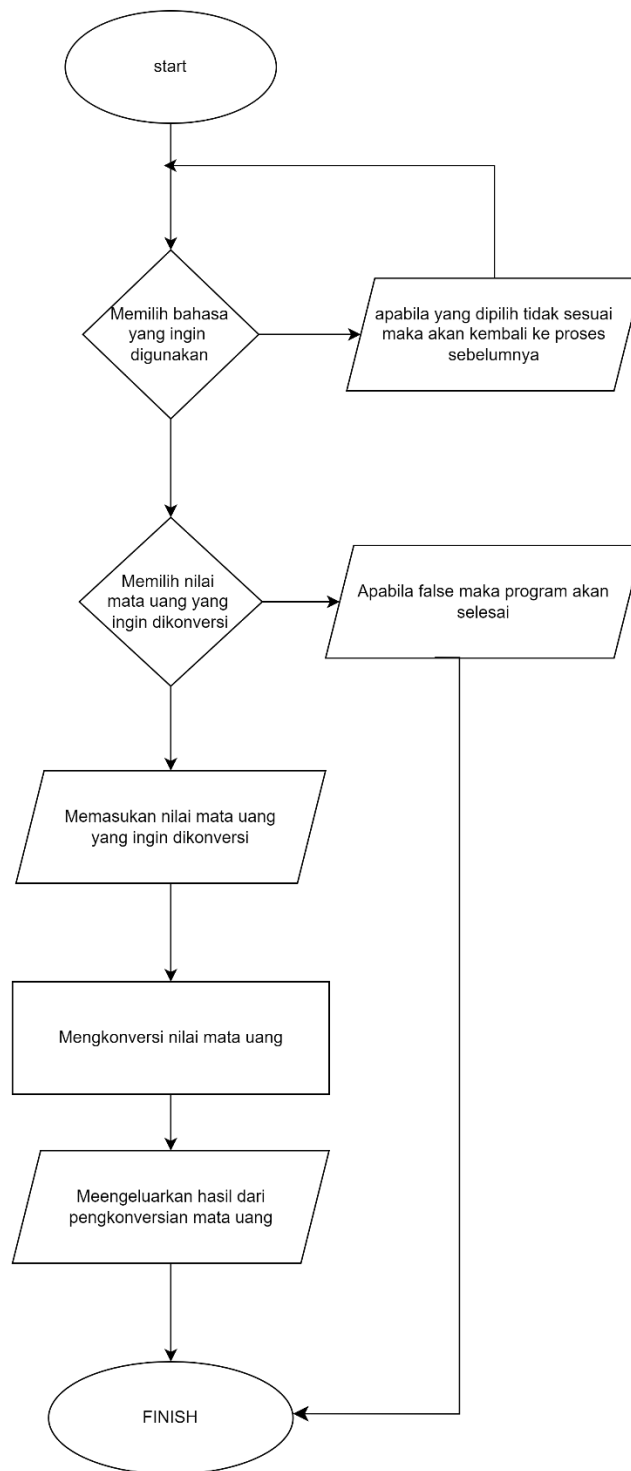 start
Memilih bahasa
yang ingin
digunakan
apabila yang dipilih tidak sesuai
maka akan kembali ke proses
sebelumnya
Memilih nilai
mata uang yang
ingin dikonversi
Apabila false maka program akan
selesai
Memasukan nilai mata uang
yang ingin dikonversi
Mengkonversi nilai mata uang
Meengeluarkan hasil dari
pengkonversian mata uang
FINISH